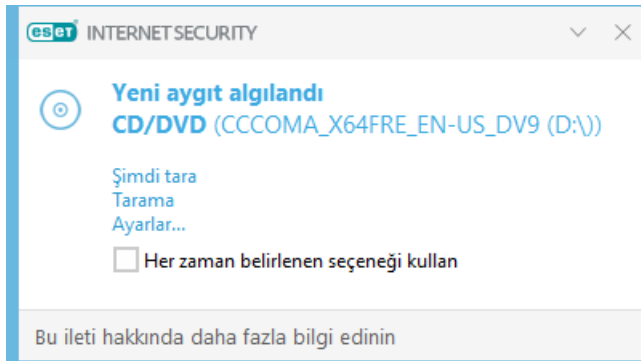 eset INTERNET SECURITY
Yeni aygıt algılandı
CD/DVD (CCCOMA_X64FRE_EN-US_DV9 (D:\))
Şimdi tara
Tarama
Ayarlar...
Her zaman belirlenen seçeneği kullan
Bu ileti hakkında daha fazla bilgi edinin